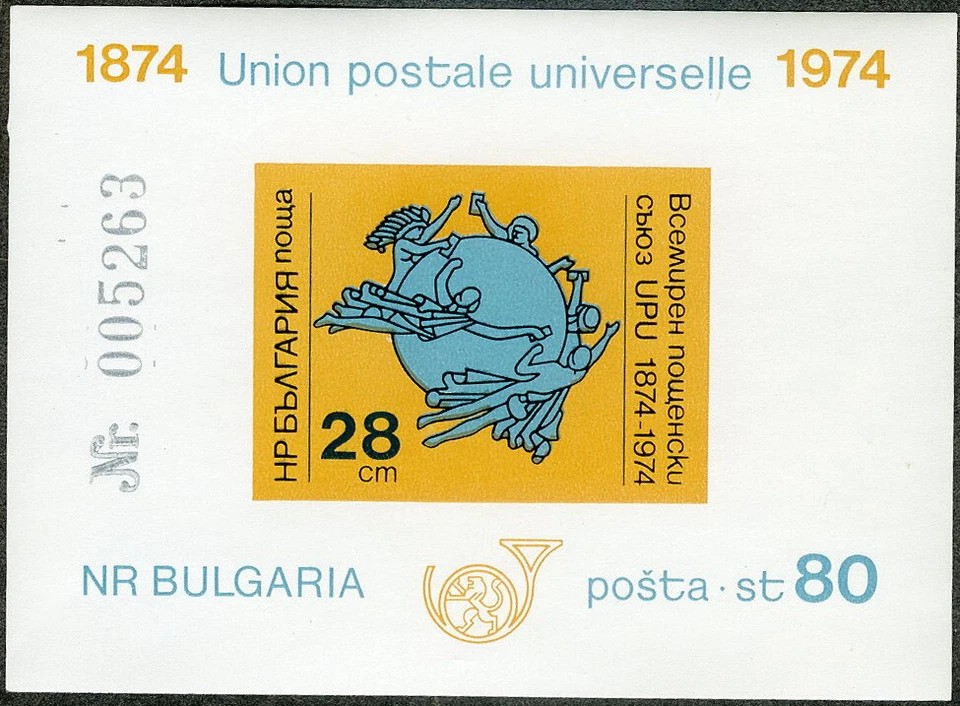 1874 Union postale universelle 1974
Nr. 005263
НР БЪЛГАРИЯ поща
28
cm
Всемирен пощенски
съюз UPU 1874-1974
NR BULGARIA
pošta · st 80